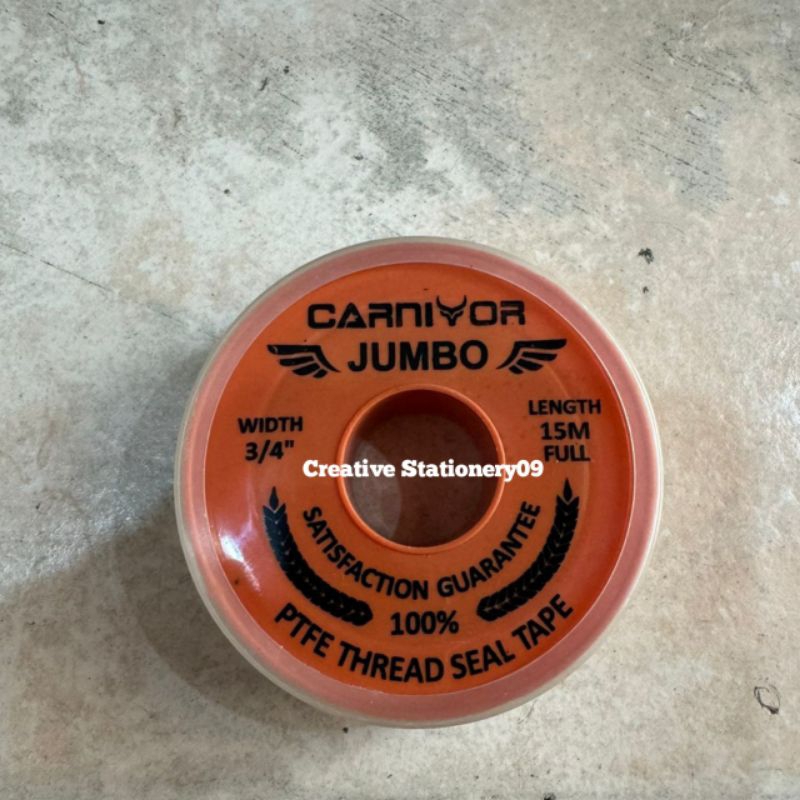 CARNIVOR
JUMBO
WIDTH
3/4"
LENGTH
15M
FULL
Creative Stationery09
SATISFACTION GUARANTEE
100%
PTFE THREAD SEAL TAPE